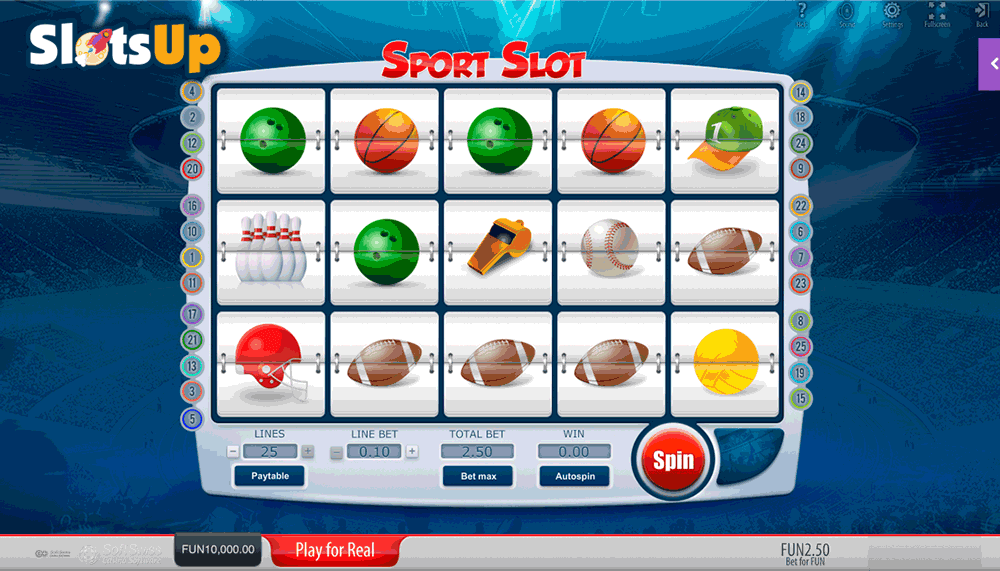 Help Sound Settings Fullscreen Back
SlotsUp
SPORT SLOT
4 14
2 18
12 24
20 9
1
16 22
10 6
1 7
11 23
17 8
21 25
13 19
3 15
5
LINES LINE BET TOTAL BET WIN
− 25 + − 0.10 + 2.50 0.00
Spin
Paytable Bet max Autospin
FUN10,000.00 Play for Real FUN2.50
SoftSwiss Bet for FUN